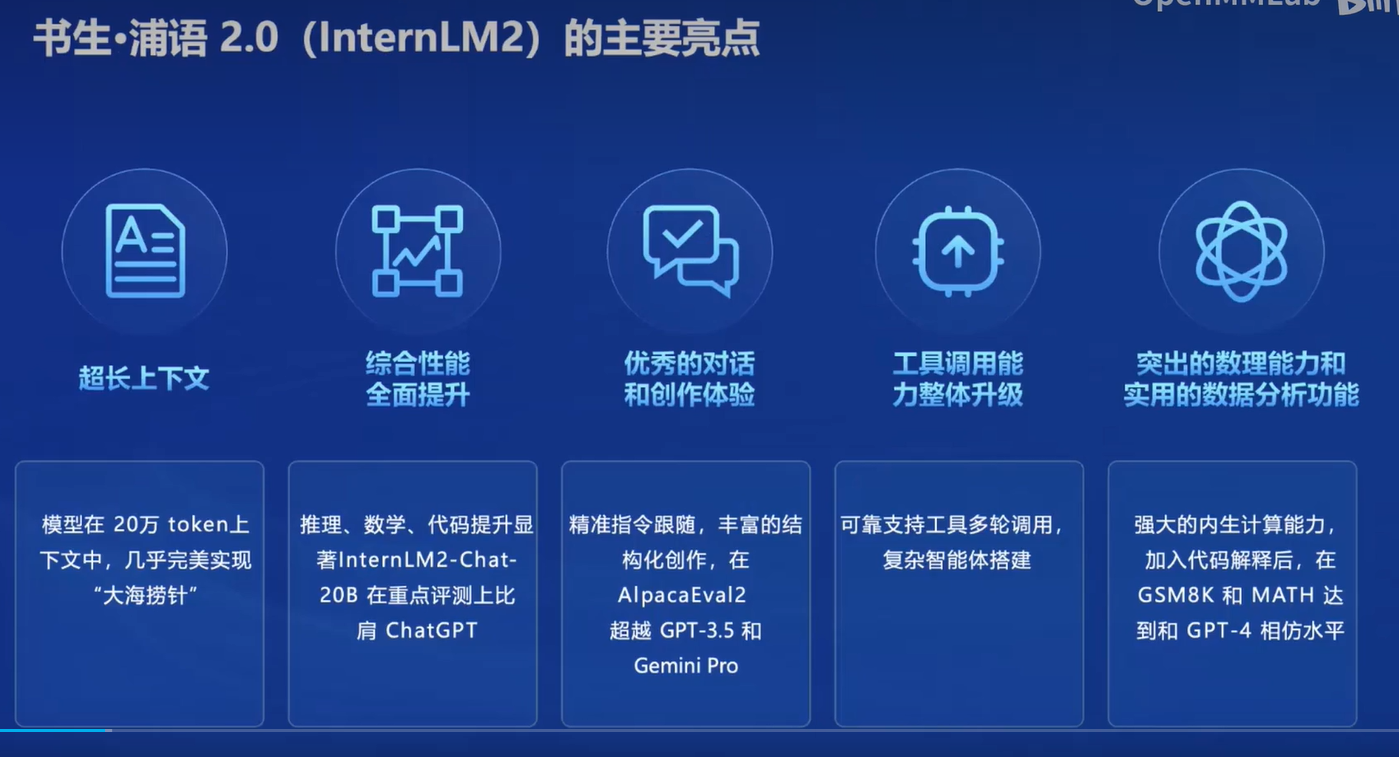 OpenMMLab
书生·浦语 2.0（InternLM2）的主要亮点
A
超长上下文
综合性能
全面提升
优秀的对话
和创作体验
工具调用能
力整体升级
突出的数理能力和
实用的数据分析功能
模型在 20万 token上
下文中，几乎完美实现
“大海捞针”
推理、数学、代码提升显
著InternLM2-Chat-
20B 在重点评测上比
肩 ChatGPT
精准指令跟随，丰富的结
构化创作，在
AlpacaEval2
超越 GPT-3.5 和
Gemini Pro
可靠支持工具多轮调用，
复杂智能体搭建
强大的内生计算能力，
加入代码解释后，在
GSM8K 和 MATH 达
到和 GPT-4 相仿水平